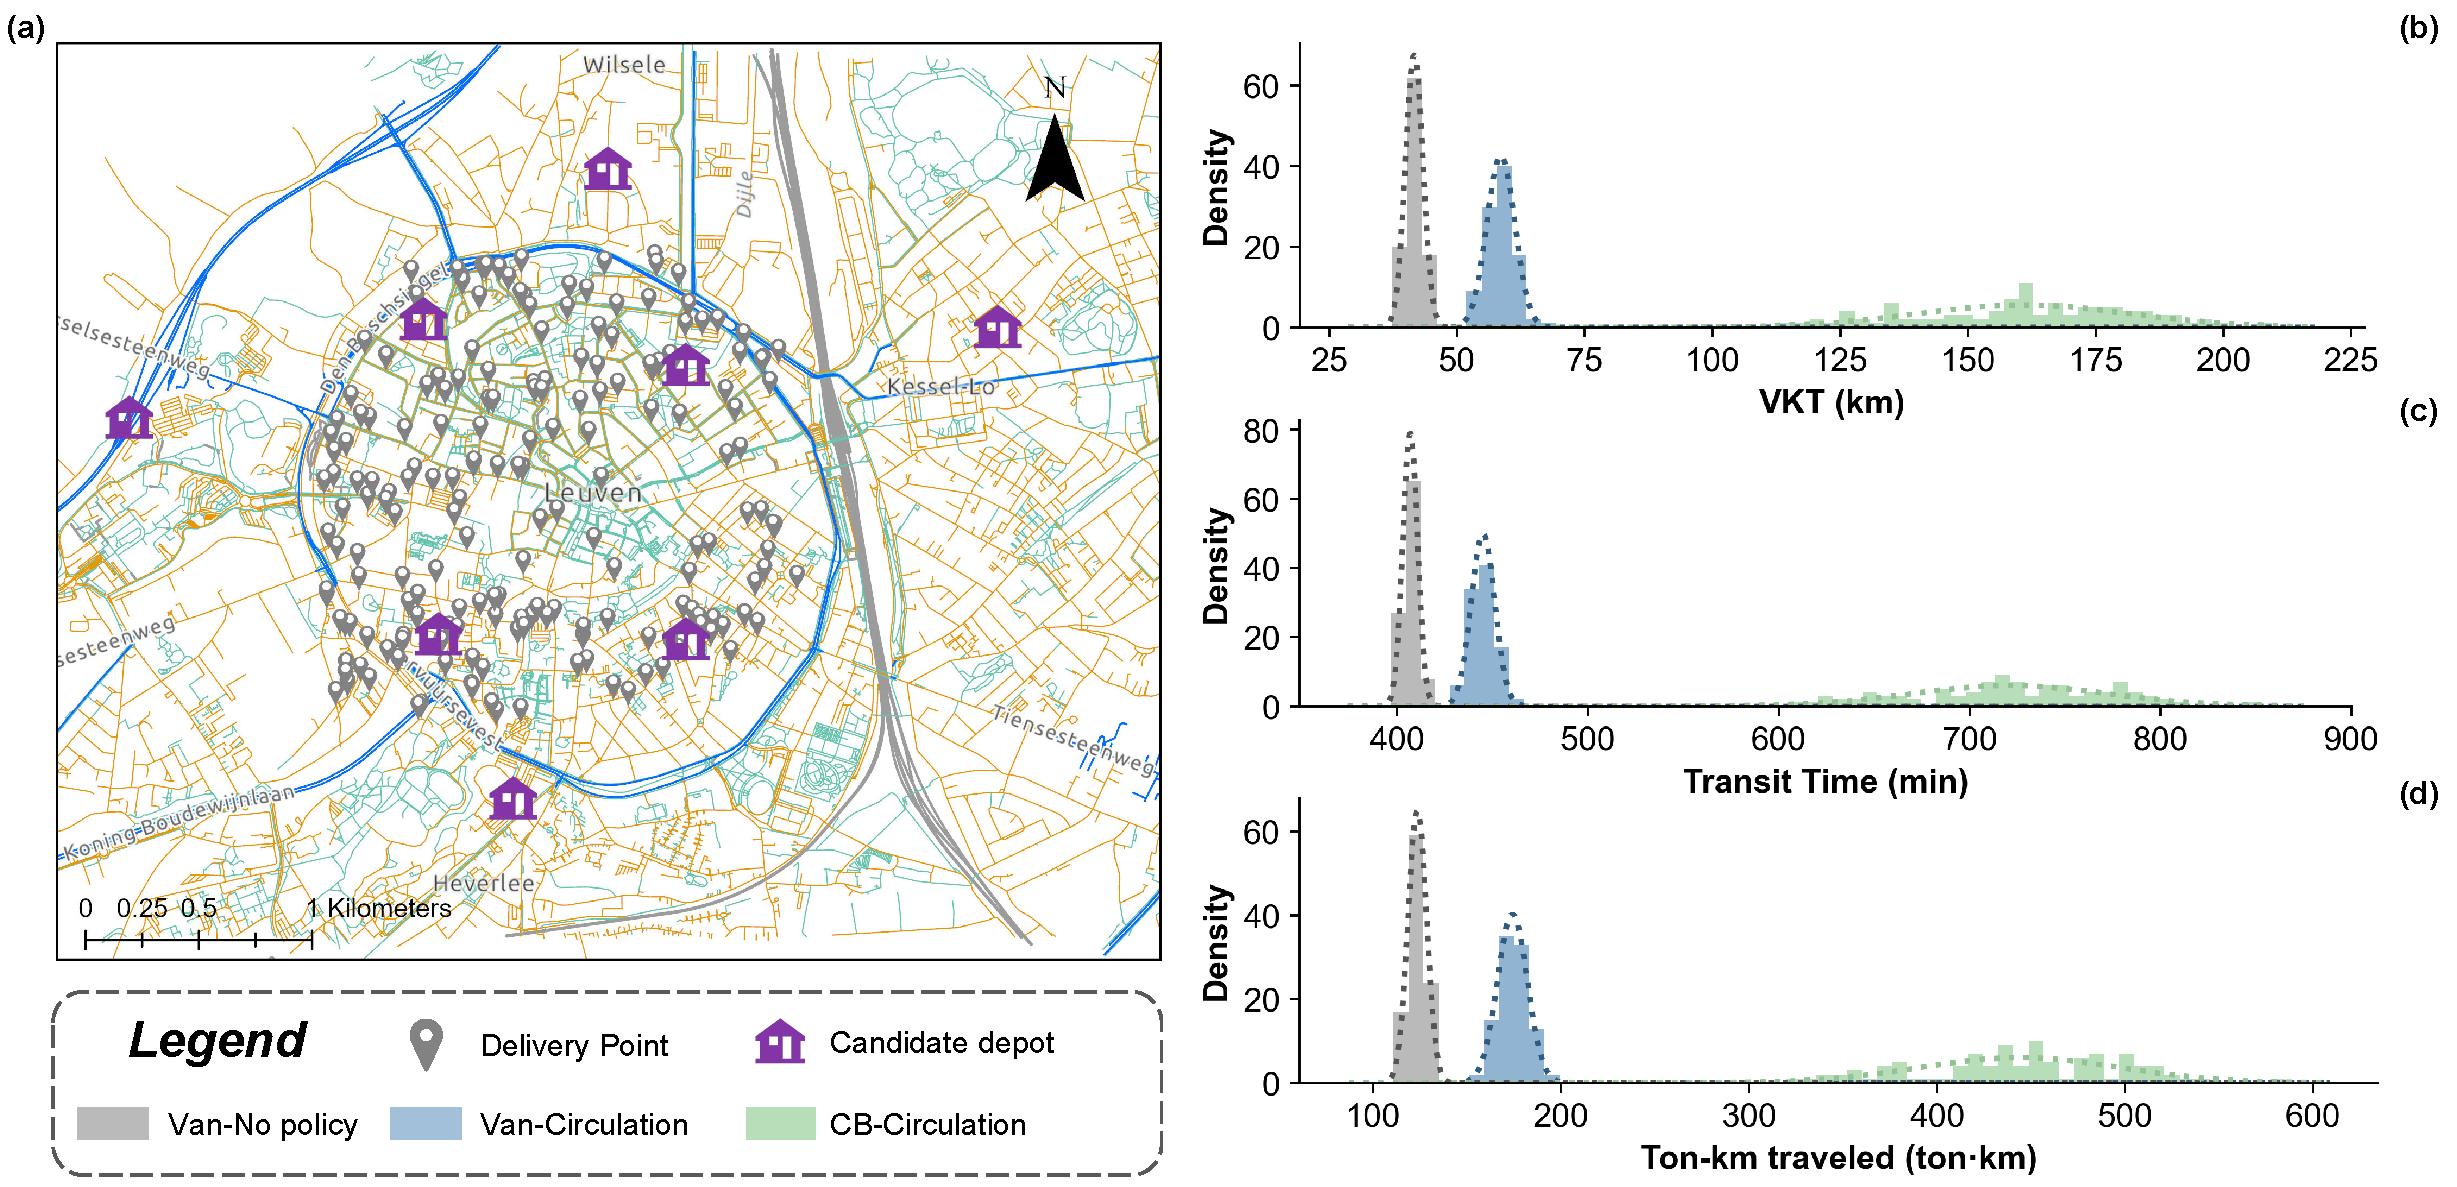 (a)
Wilsele
N
Dijle
Den Boschsingel
sselsesteenweg
Kessel-Lo
Leuven
sesteenweg
ervuursevest
Tiensesteenweg
Koning Boudewijnlaan
Heverlee
0 0.25 0.5 1 Kilometers
Legend
Delivery Point
Candidate depot
Van-No policy
Van-Circulation
CB-Circulation
(b)
Density
60
40
20
0
25 50 75 100 125 150 175 200 225
VKT (km)
(c)
Density
80
60
40
20
0
400 500 600 700 800 900
Transit Time (min)
(d)
Density
60
40
20
0
100 200 300 400 500 600
Ton-km traveled (ton·km)